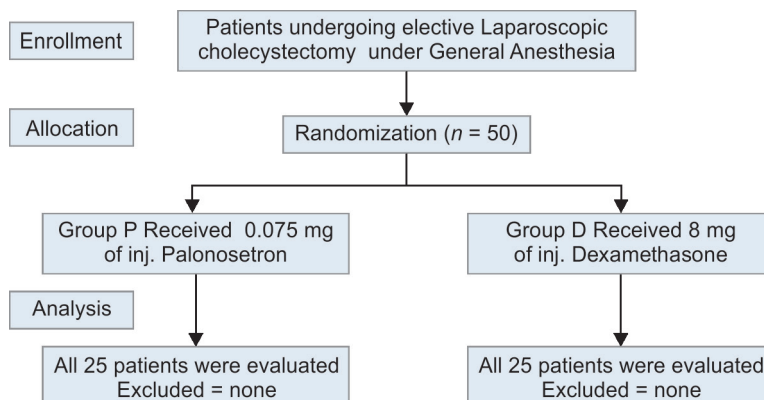 Enrollment
Patients undergoing elective Laparoscopic
cholecystectomy under General Anesthesia
Allocation
Randomization (n = 50)
Group P Received 0.075 mg
of inj. Palonosetron
Group D Received 8 mg
of inj. Dexamethasone
Analysis
All 25 patients were evaluated
Excluded = none
All 25 patients were evaluated
Excluded = none